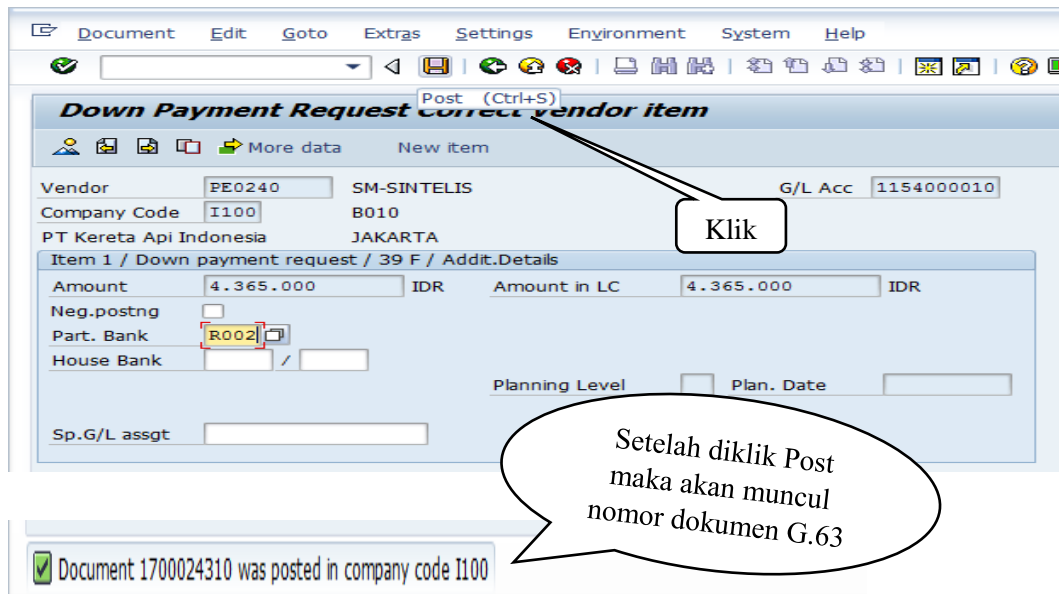 Document Edit Goto Extras Settings Environment System Help
Post (Ctrl+S)
Down Payment Request Correct Vendor item
More data New item
Vendor PE0240 SM-SINTELIS G/L Acc 1154000010
Company Code I100 B010
Klik
PT Kereta Api Indonesia JAKARTA
Item 1 / Down payment request / 39 F / Addit.Details
Amount 4.365.000 IDR Amount in LC 4.365.000 IDR
Neg.postng
Part. Bank R002
House Bank /
Planning Level Plan. Date
Sp.G/L assgt
Setelah diklik Post
maka akan muncul
nomor dokumen G.63
Document 1700024310 was posted in company code I100